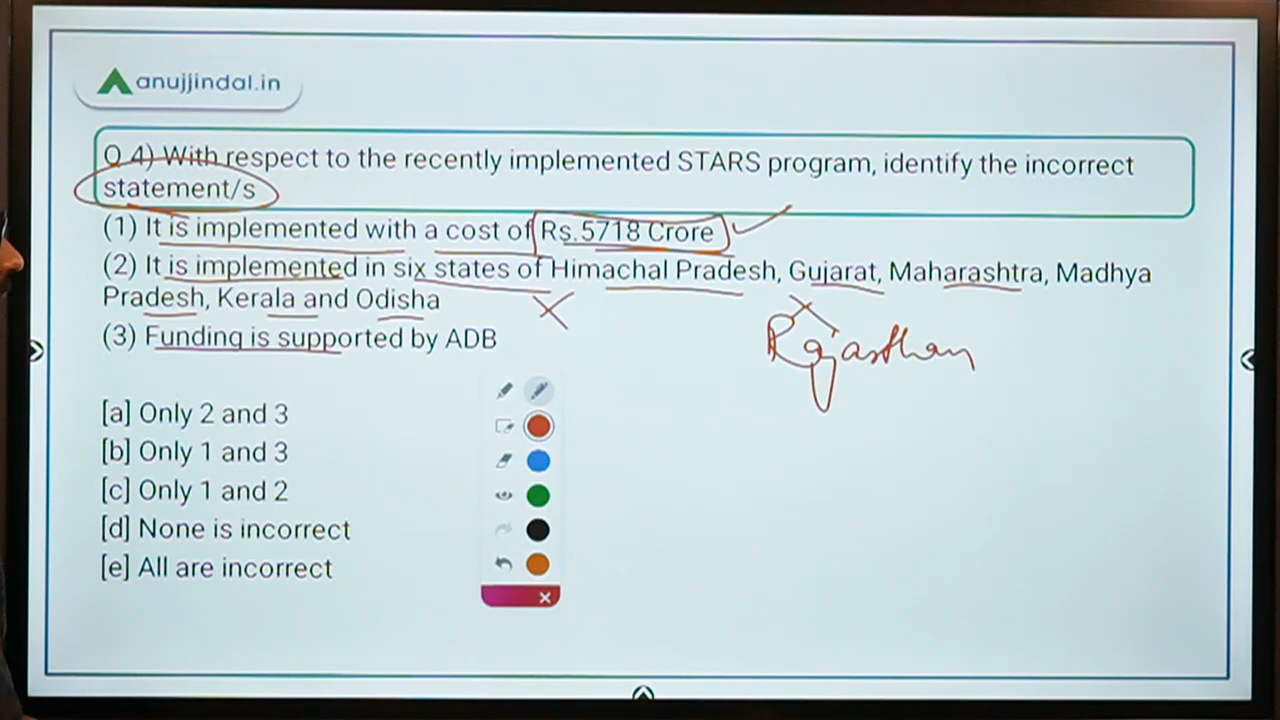 anujjindal.in
Q.4) With respect to the recently implemented STARS program, identify the incorrect
statement/s
(1) It is implemented with a cost of Rs.5718 Crore
(2) It is implemented in six states of Himachal Pradesh, Gujarat, Maharashtra, Madhya
Pradesh, Kerala and Odisha
(3) Funding is supported by ADB
Rajasthan
[a] Only 2 and 3
[b] Only 1 and 3
[c] Only 1 and 2
[d] None is incorrect
[e] All are incorrect